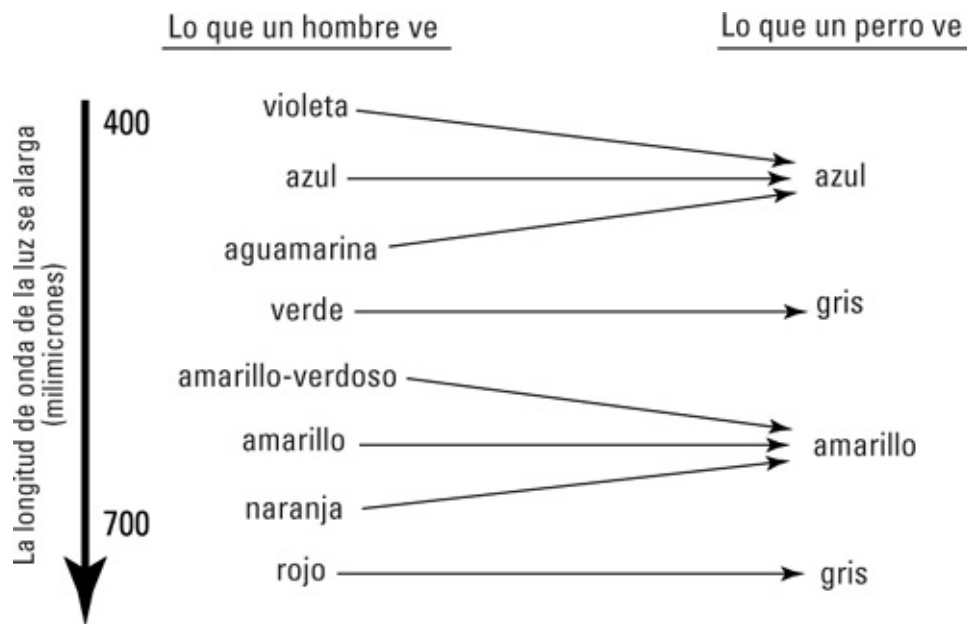 Lo que un hombre ve
Lo que un perro ve
La longitud de onda de la luz se alarga
(milimicrones)
400
violeta
azul
azul
aguamarina
verde
gris
amarillo-verdoso
amarillo
amarillo
naranja
700
rojo
gris